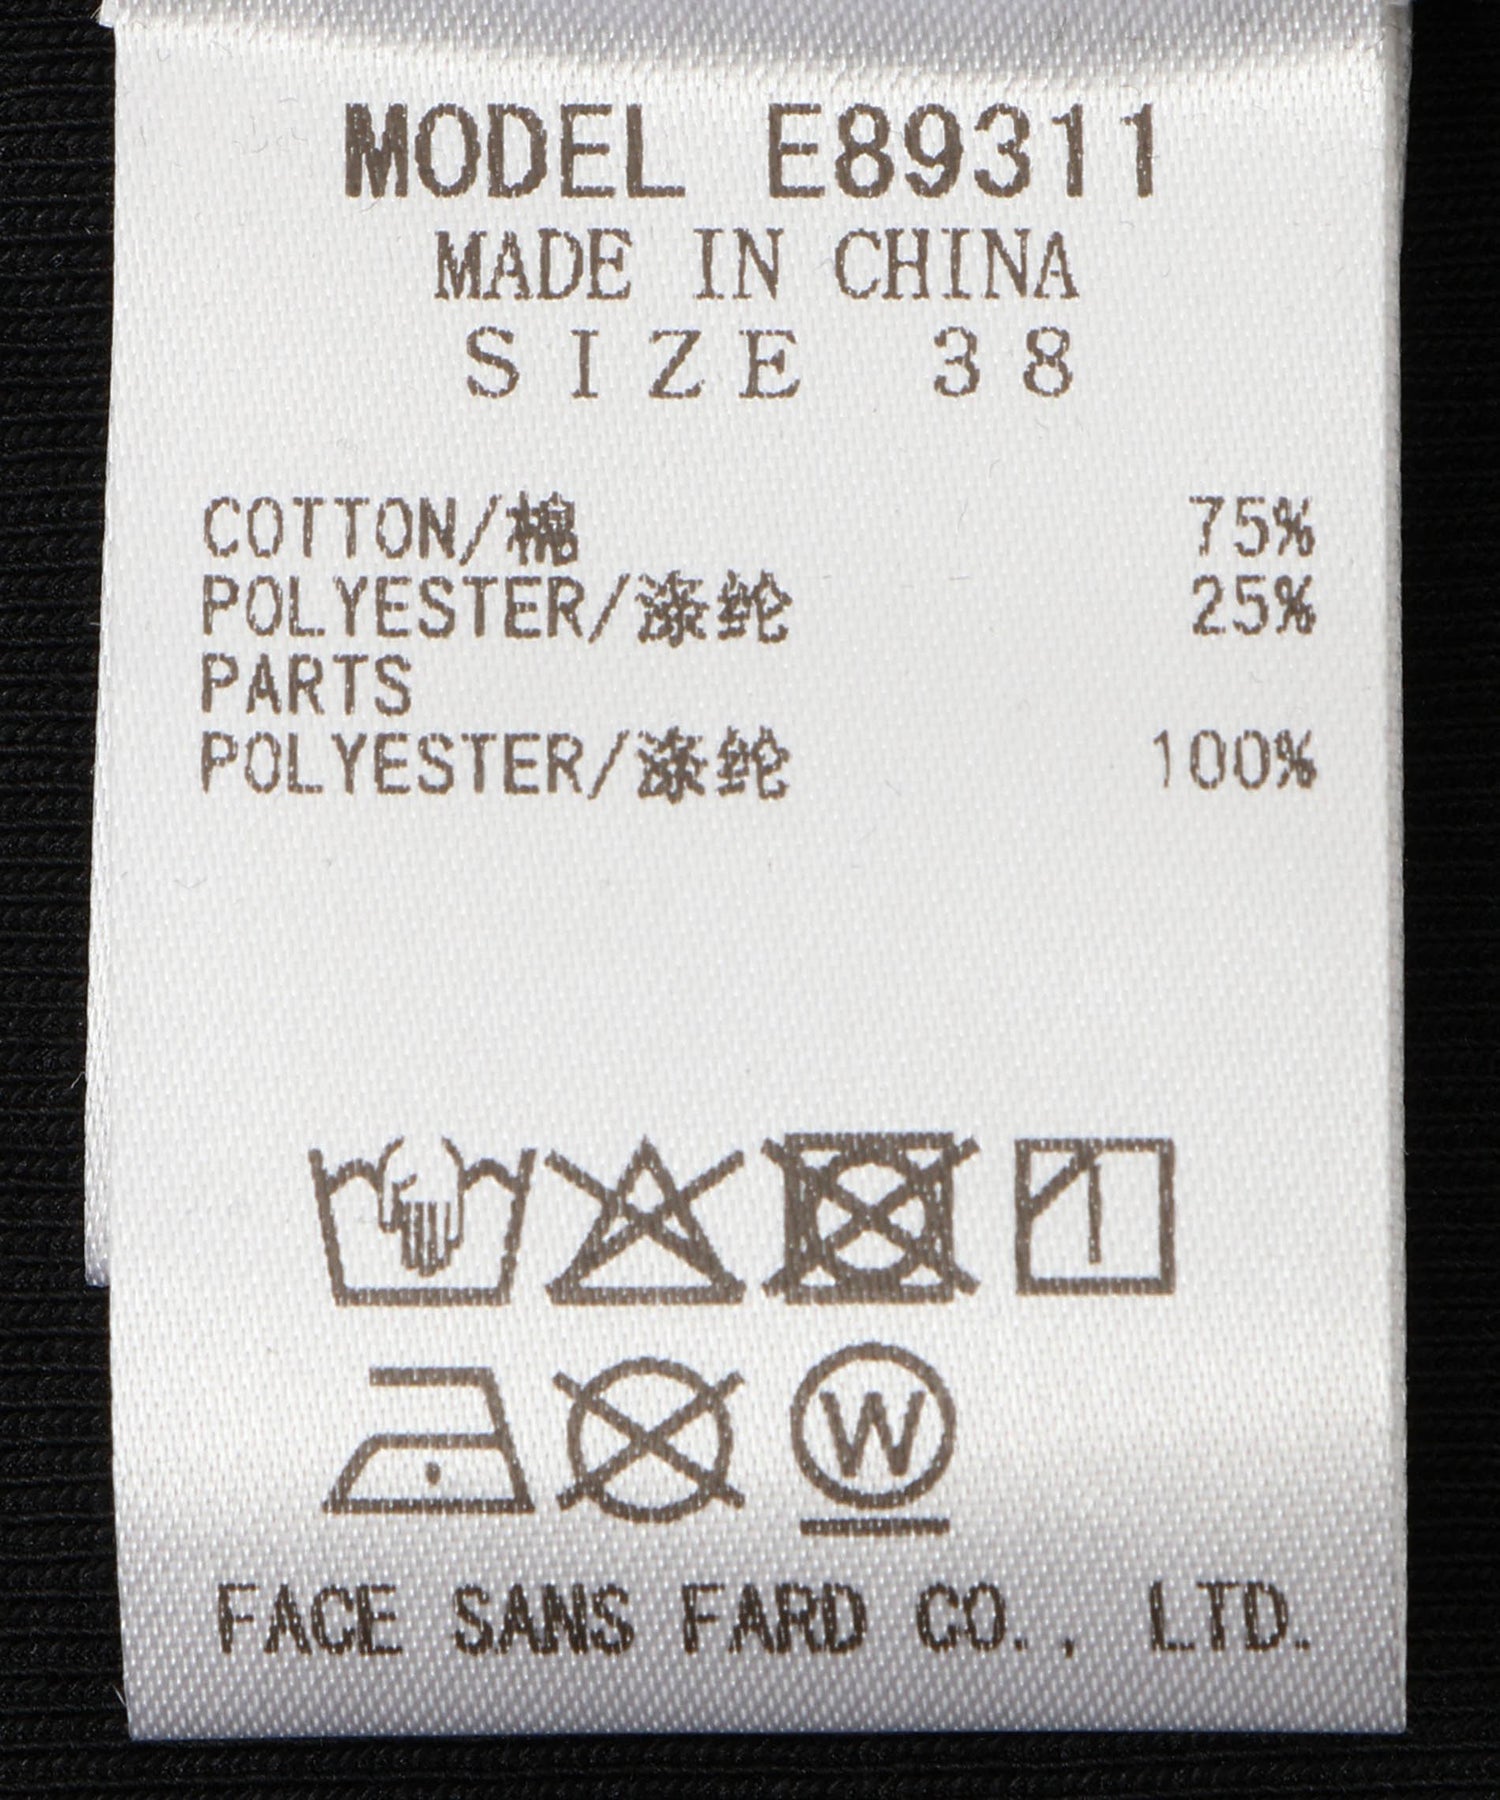 MODEL E89311
MADE IN CHINA
SIZE 38
COTTON/棉 75%
POLYESTER/涤纶 25%
PARTS
POLYESTER/涤纶 100%
W
FACE SANS FARD CO., LTD.